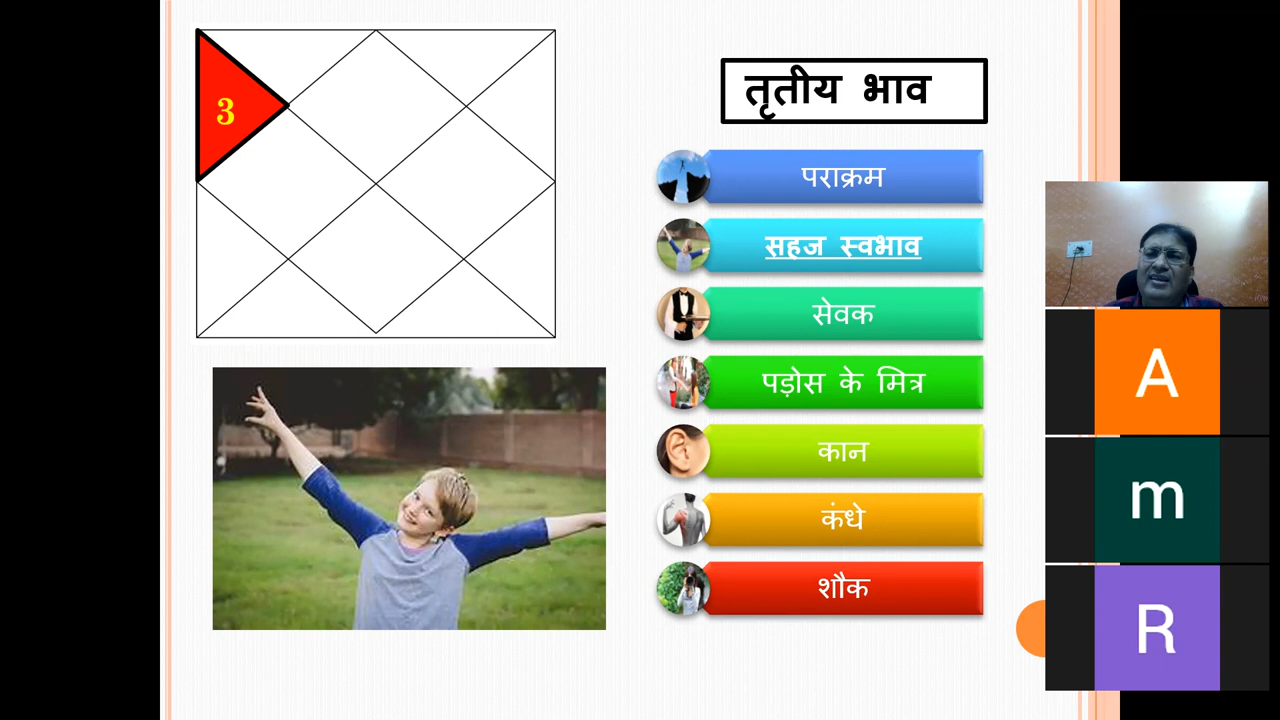 3
तृतीय भाव
पराक्रम
सहज स्वभाव
सेवक
पड़ोस के मित्र
कान
कंधे
शौक
A
m
R